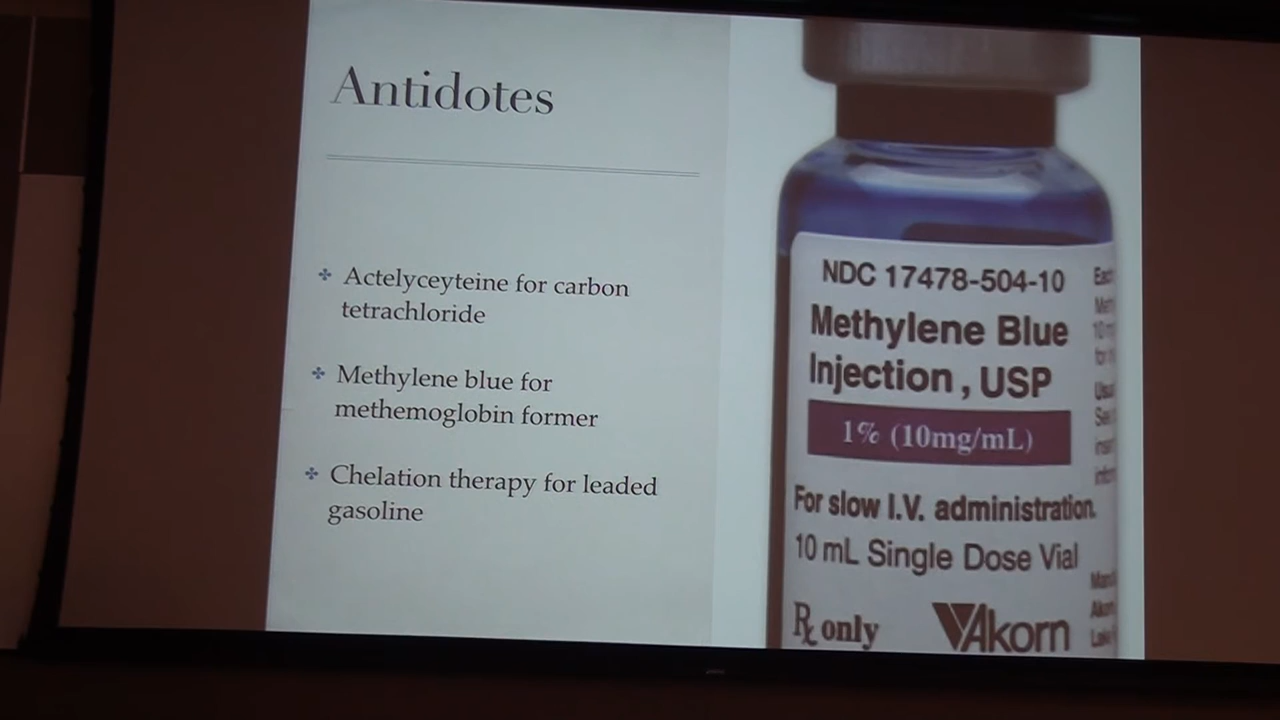 Antidotes
Actelyceyteine for carbon
tetrachloride
Methylene blue for
methemoglobin former
Chelation therapy for leaded
gasoline
NDC 17478-504-10
Methylene Blue
Injection, USP
1% (10mg/mL)
For slow I.V. administration.
10 mL Single Dose Vial
Rx only
Akorn